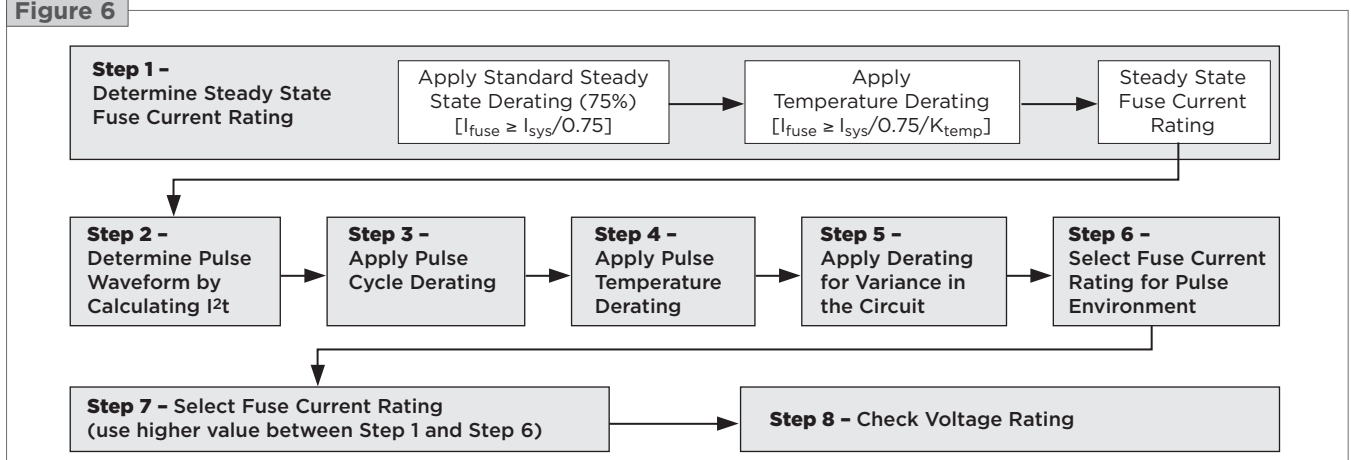 Figure 6
Step 1 –
Determine Steady State
Fuse Current Rating
Apply Standard Steady
State Derating (75%)
[Ifuse ≥ Isys/0.75]
Apply
Temperature Derating
[Ifuse ≥ Isys/0.75/Ktemp]
Steady State
Fuse Current
Rating
Step 2 –
Determine Pulse
Waveform by
Calculating I²t
Step 3 –
Apply Pulse
Cycle Derating
Step 4 –
Apply Pulse
Temperature
Derating
Step 5 –
Apply Derating
for Variance in
the Circuit
Step 6 –
Select Fuse Current
Rating for Pulse
Environment
Step 7 – Select Fuse Current Rating
(use higher value between Step 1 and Step 6)
Step 8 – Check Voltage Rating